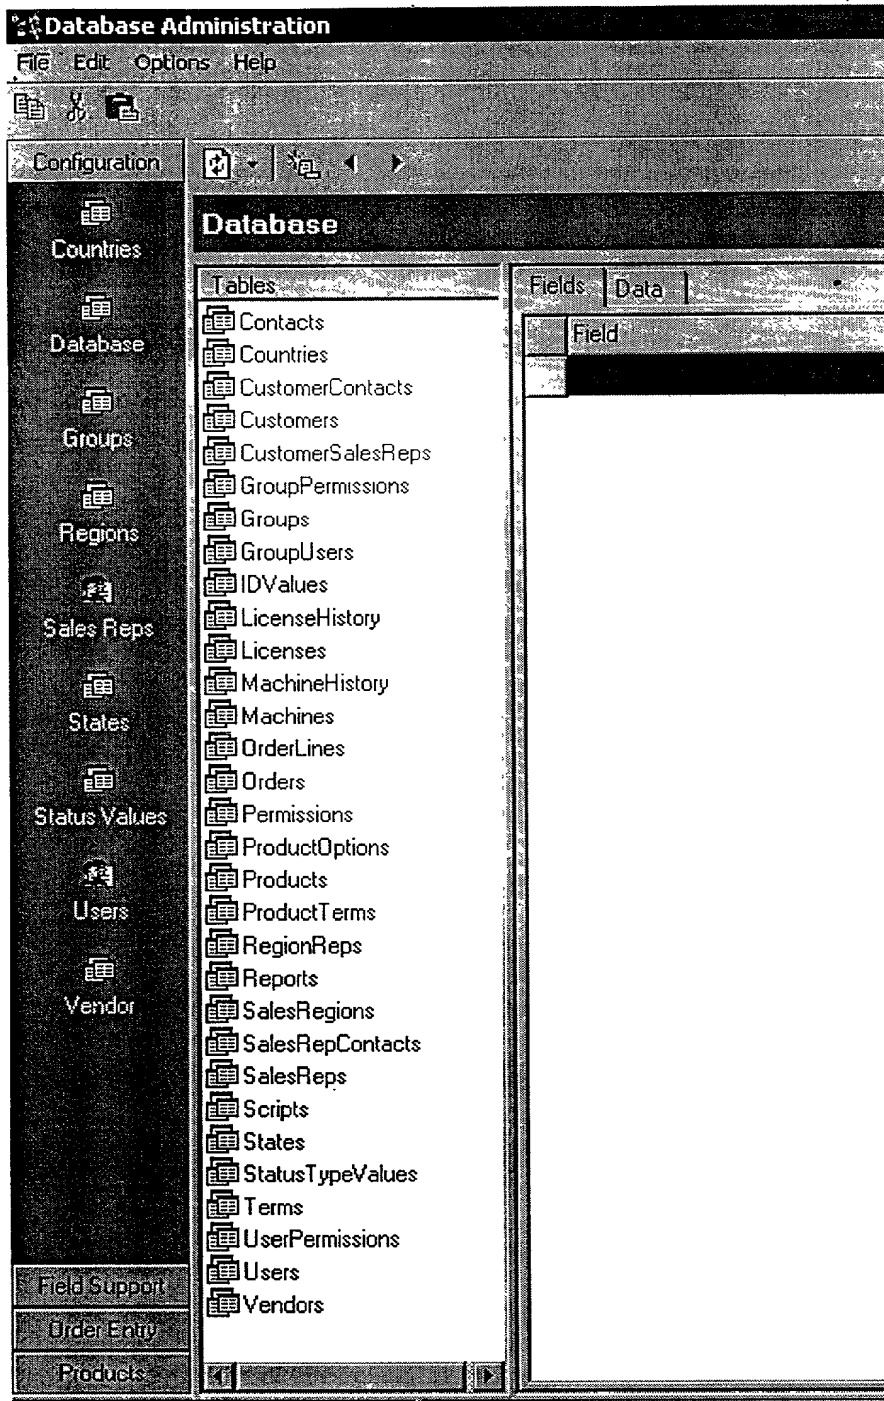 Database Administration
File Edit Options Help
Configuration
Countries
Database
Groups
Regions
Sales Reps
States
Status Values
Users
Vendor
Field Support
Order Entry
Products
Database
Tables
Contacts
Countries
CustomerContacts
Customers
CustomerSalesReps
GroupPermissions
Groups
GroupUsers
IDValues
LicenseHistory
Licenses
MachineHistory
Machines
OrderLines
Orders
Permissions
ProductOptions
Products
ProductTerms
RegionReps
Reports
SalesRegions
SalesRepContacts
SalesReps
Scripts
States
StatusTypeValues
Terms
UserPermissions
Users
Vendors
Fields Data
Field